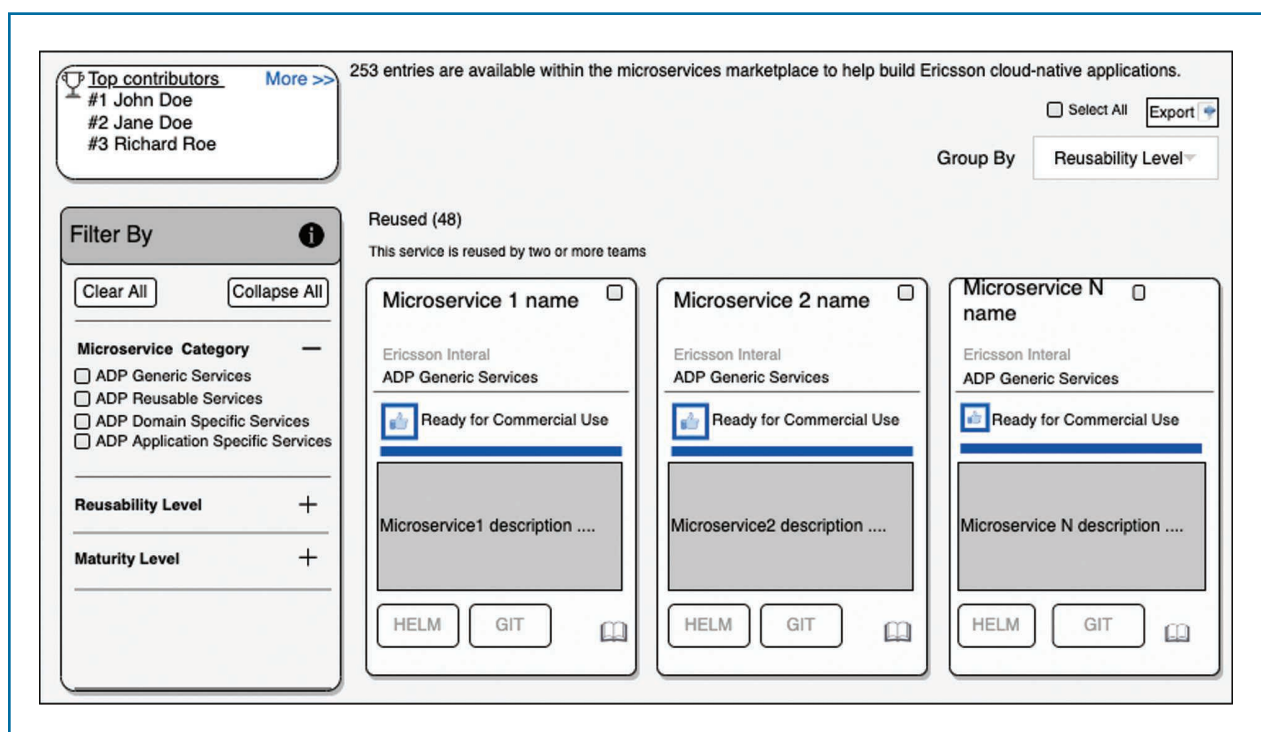 Top contributors More >>
#1 John Doe
#2 Jane Doe
#3 Richard Roe
253 entries are available within the microservices marketplace to help build Ericsson cloud-native applications.
Select All Export
Group By Reusability Level
Filter By
Clear All Collapse All
Microservice Category
ADP Generic Services
ADP Reusable Services
ADP Domain Specific Services
ADP Application Specific Services
Reusability Level
Maturity Level
Reused (48)
This service is reused by two or more teams
Microservice 1 name
Ericsson Interal
ADP Generic Services
Ready for Commercial Use
Microservice1 description ....
HELM GIT
Microservice 2 name
Ericsson Interal
ADP Generic Services
Ready for Commercial Use
Microservice2 description ....
HELM GIT
Microservice N
name
Ericsson Interal
ADP Generic Services
Ready for Commercial Use
Microservice N description ....
HELM GIT